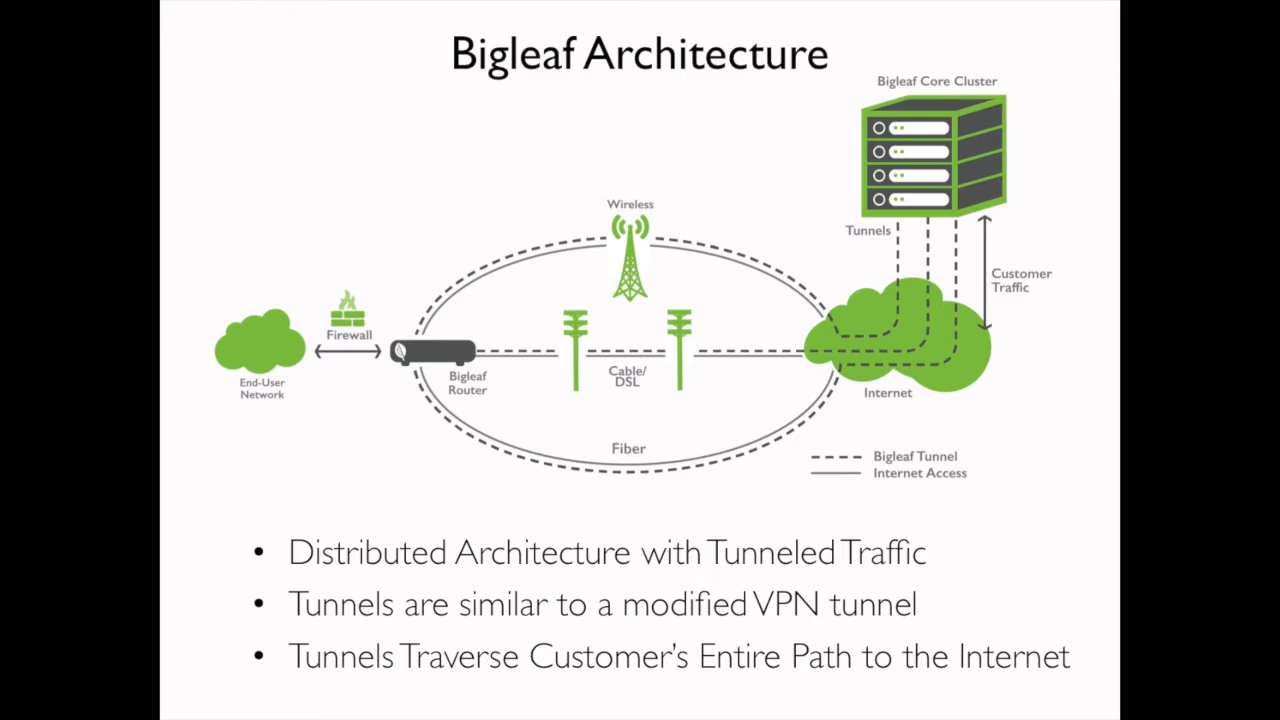 Bigleaf Architecture
Bigleaf Core Cluster
Wireless
Tunnels
Customer
Traffic
Firewall
End-User
Network
Bigleaf
Router
Cable/
DSL
Internet
Fiber
Bigleaf Tunnel
Internet Access
• Distributed Architecture with Tunneled Traffic
• Tunnels are similar to a modified VPN tunnel
• Tunnels Traverse Customer's Entire Path to the Internet